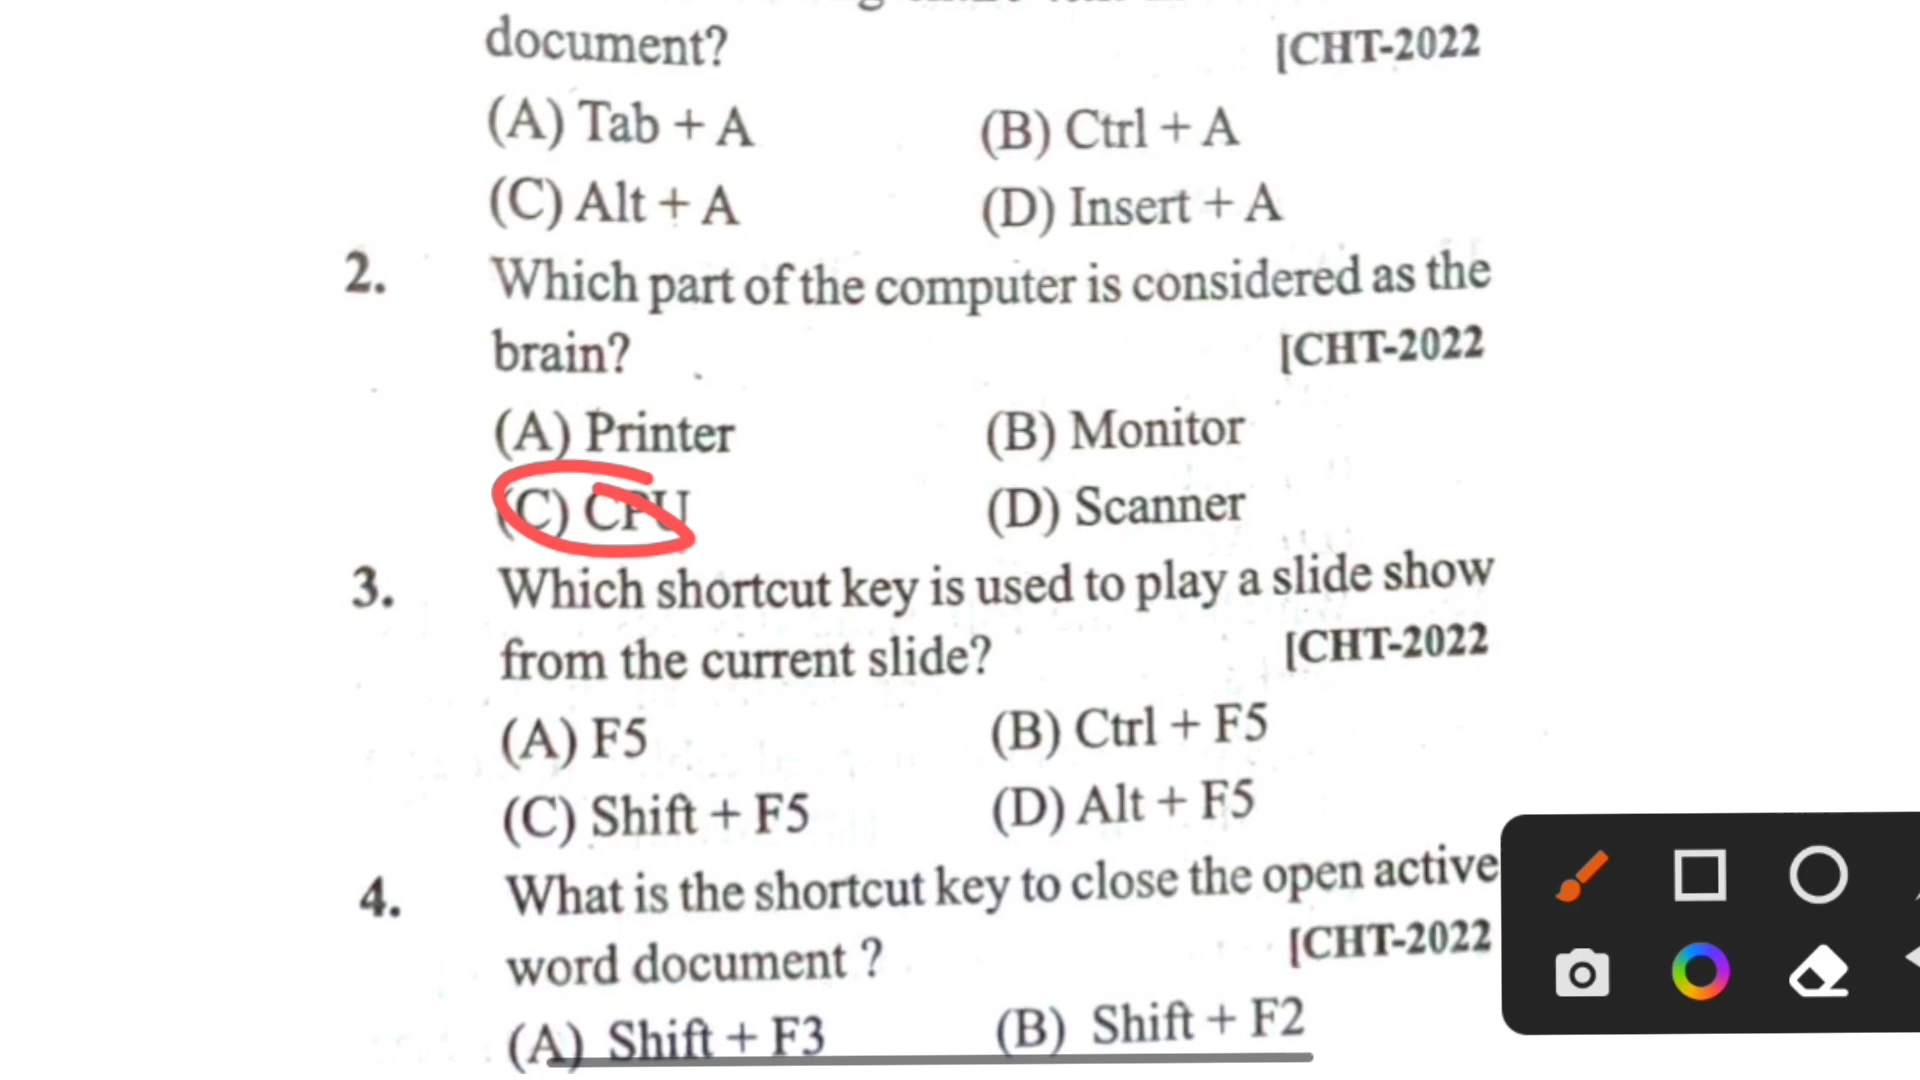 document? [CHT-2022
(A) Tab + A (B) Ctrl + A
(C) Alt + A (D) Insert + A
2. Which part of the computer is considered as the
brain? [CHT-2022
(A) Printer (B) Monitor
(C) CPU (D) Scanner
3. Which shortcut key is used to play a slide show
from the current slide? [CHT-2022
(A) F5 (B) Ctrl + F5
(C) Shift + F5 (D) Alt + F5
4. What is the shortcut key to close the open active
word document ? [CHT-2022
(A) Shift + F3 (B) Shift + F2